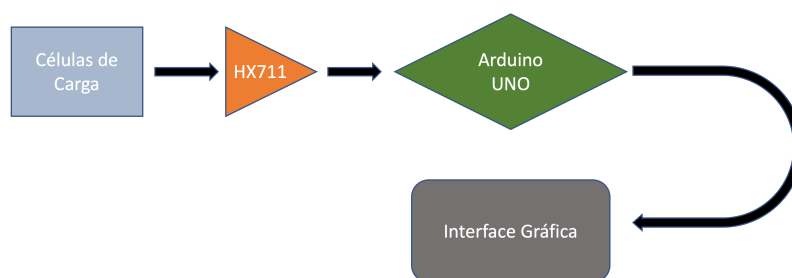 Células de
Carga
HX711
Arduino
UNO
Interface Gráfica